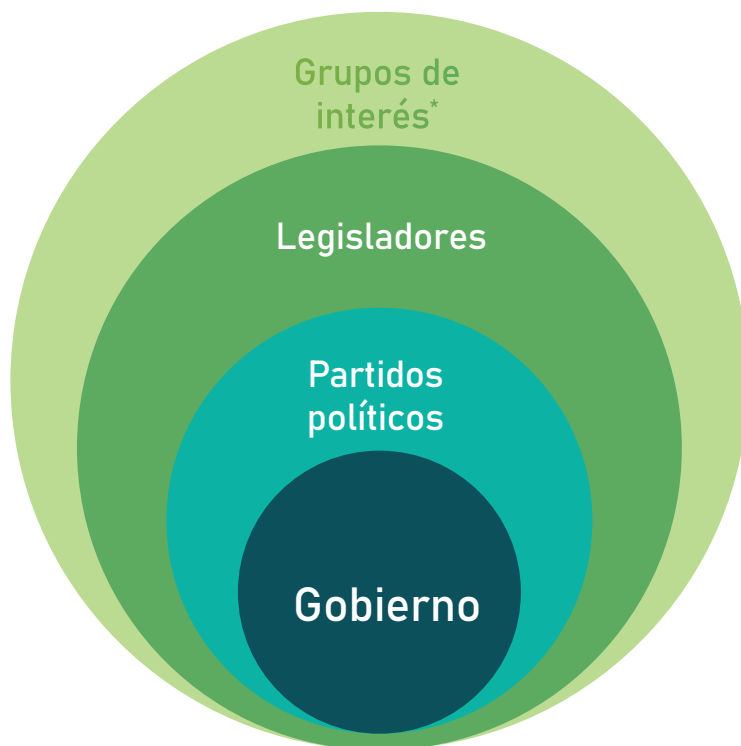 Grupos de
interés*
Legisladores
Partidos
políticos
Gobierno